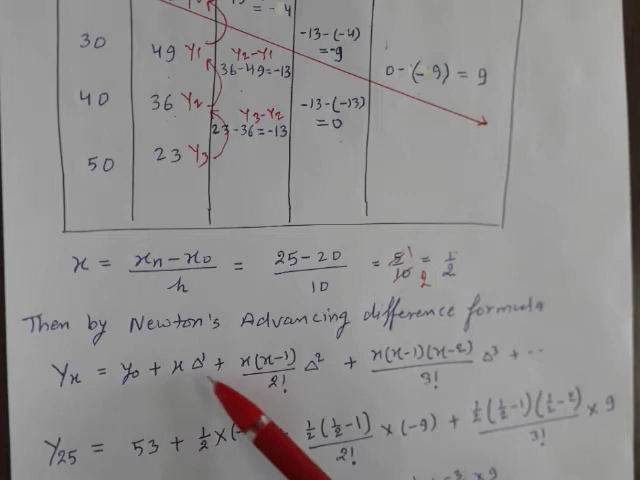 = -4
30 49 Y1 Y2-Y1 -13-(-4)
36-49=-13 =-9
0-(-9) = 9
40 36 Y2 Y3-Y2 -13-(-13)
23-36=-13 =0
50 23 Y3
x = xn-x0/h = 25-20/10 = 5/10 1 2 = 1/2
Then by Newton's Advancing difference formula
Yx = y0 + x Δ¹ + x(x-1)/2! Δ² + x(x-1)(x-2)/3! Δ³ + ..
Y25 = 53 + 1/2 ×(- 1/2(1/2-1)/2! ×(-9) + 1/2(1/2-1)(1/2-2)/3! × 9